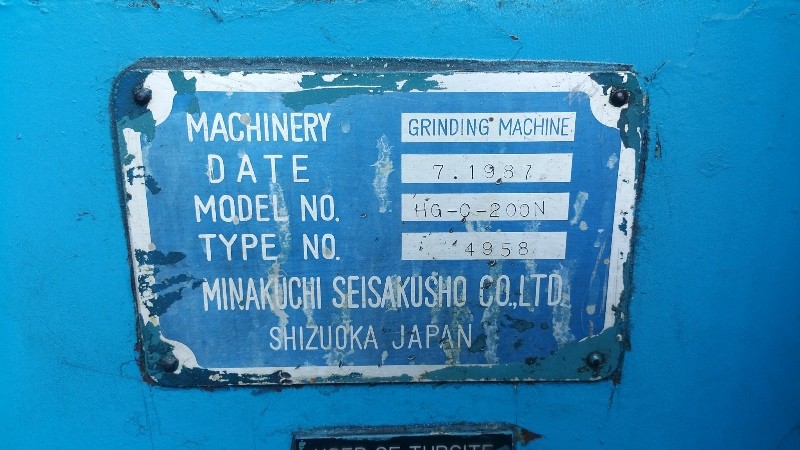 MACHINERY GRINDING MACHINE
DATE 7.1987
MODEL NO. HG-C-200N
TYPE NO. 4958
MINAKUCHI SEISAKUSHO CO.,LTD.
SHIZUOKA JAPAN